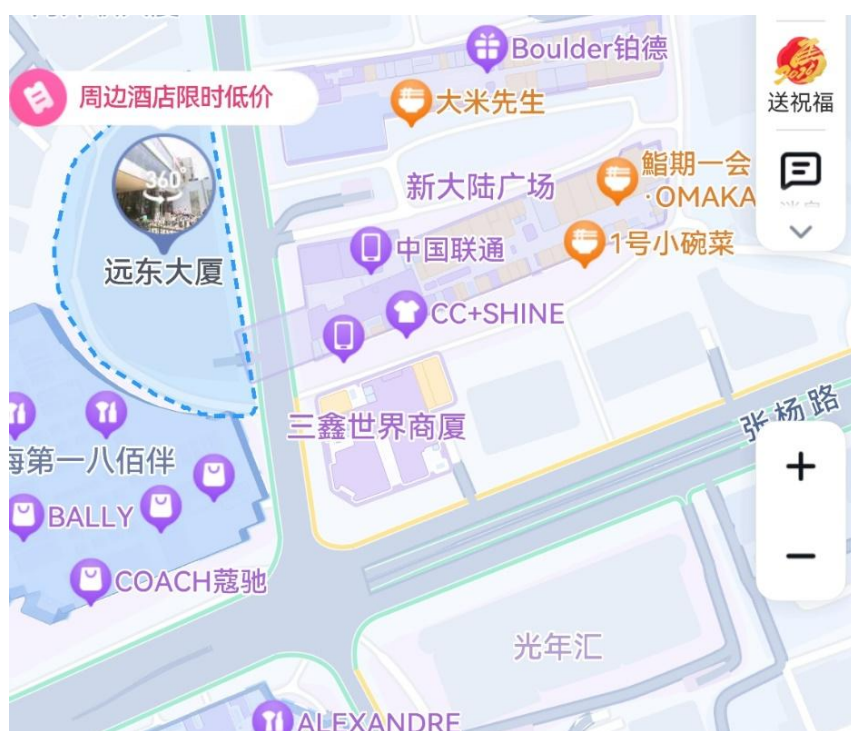 Boulder铂德
周边酒店限时低价
大米先生
送祝福
鮨期一会
·OMAKA
新大陆广场
360°
中国联通
1号小碗菜
远东大厦
CC+SHINE
三鑫世界商厦
张杨路
第一八佰伴
BALLY
COACH蔻驰
光年汇
ALEXANDRE